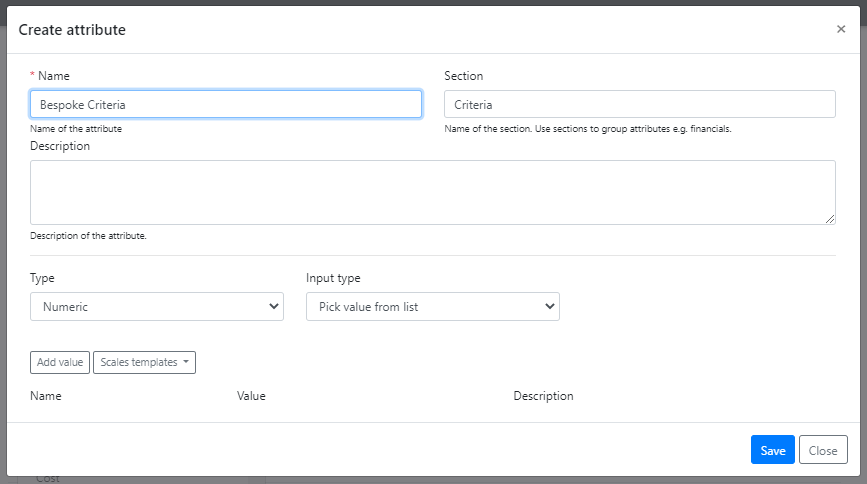 Create attribute ×
* Name Section
Bespoke Criteria Criteria
Name of the attribute Name of the section. Use sections to group attributes e.g. financials.
Description
Description of the attribute.
Type Input type
Numeric Pick value from list
Add value Scales templates
Name Value Description
Save Close
Cost